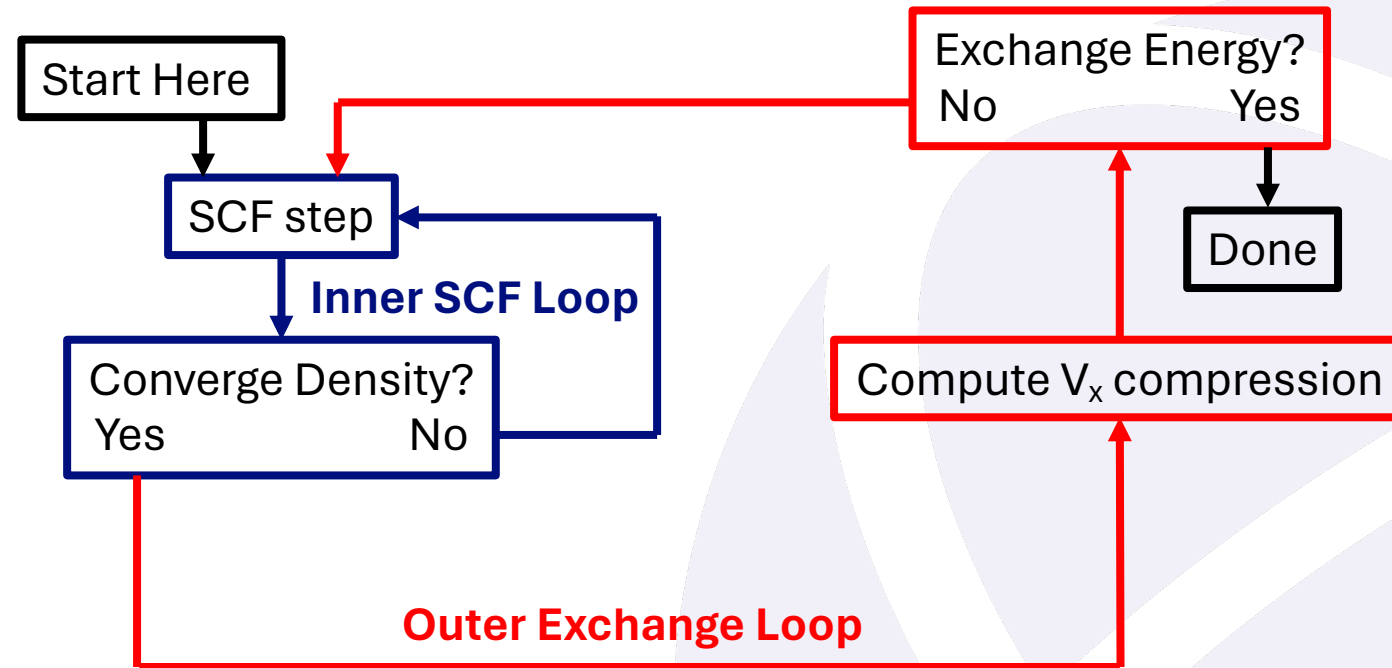 Start Here
SCF step
Inner SCF Loop
Converge Density?
Yes No
Outer Exchange Loop
Compute Vx compression
Exchange Energy?
No Yes
Done